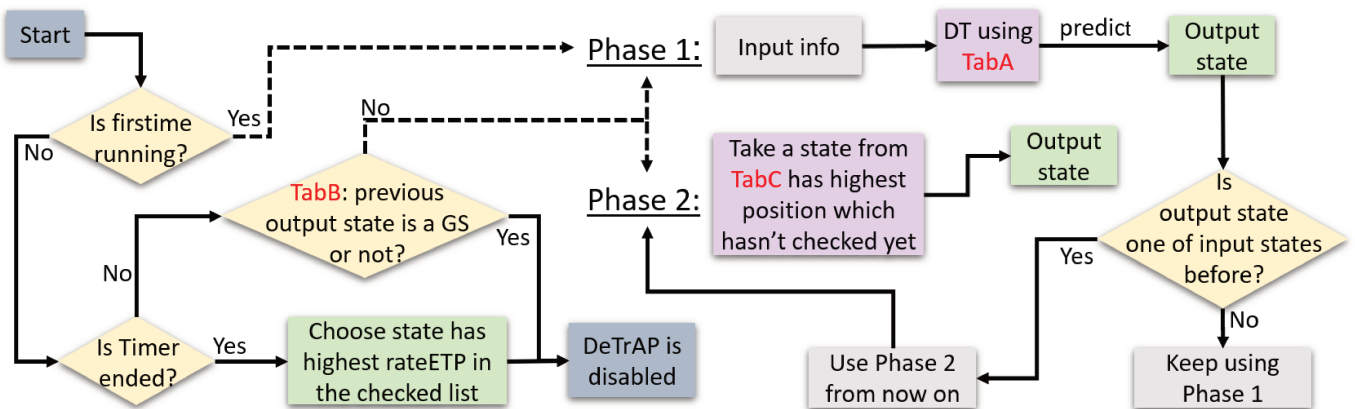 Start
Is firstime
running?
Yes
No
TabB: previous
output state is a GS
or not?
No
Yes
Is Timer
ended?
No
Yes
Choose state has
highest rateETP in
the checked list
DeTrAP is
disabled
Phase 1:
Input info
DT using
TabA
predict
Output
state
Phase 2:
Take a state from
TabC has highest
position which
hasn't checked yet
Output
state
Is
output state
one of input states
before?
Yes
No
Use Phase 2
from now on
Keep using
Phase 1